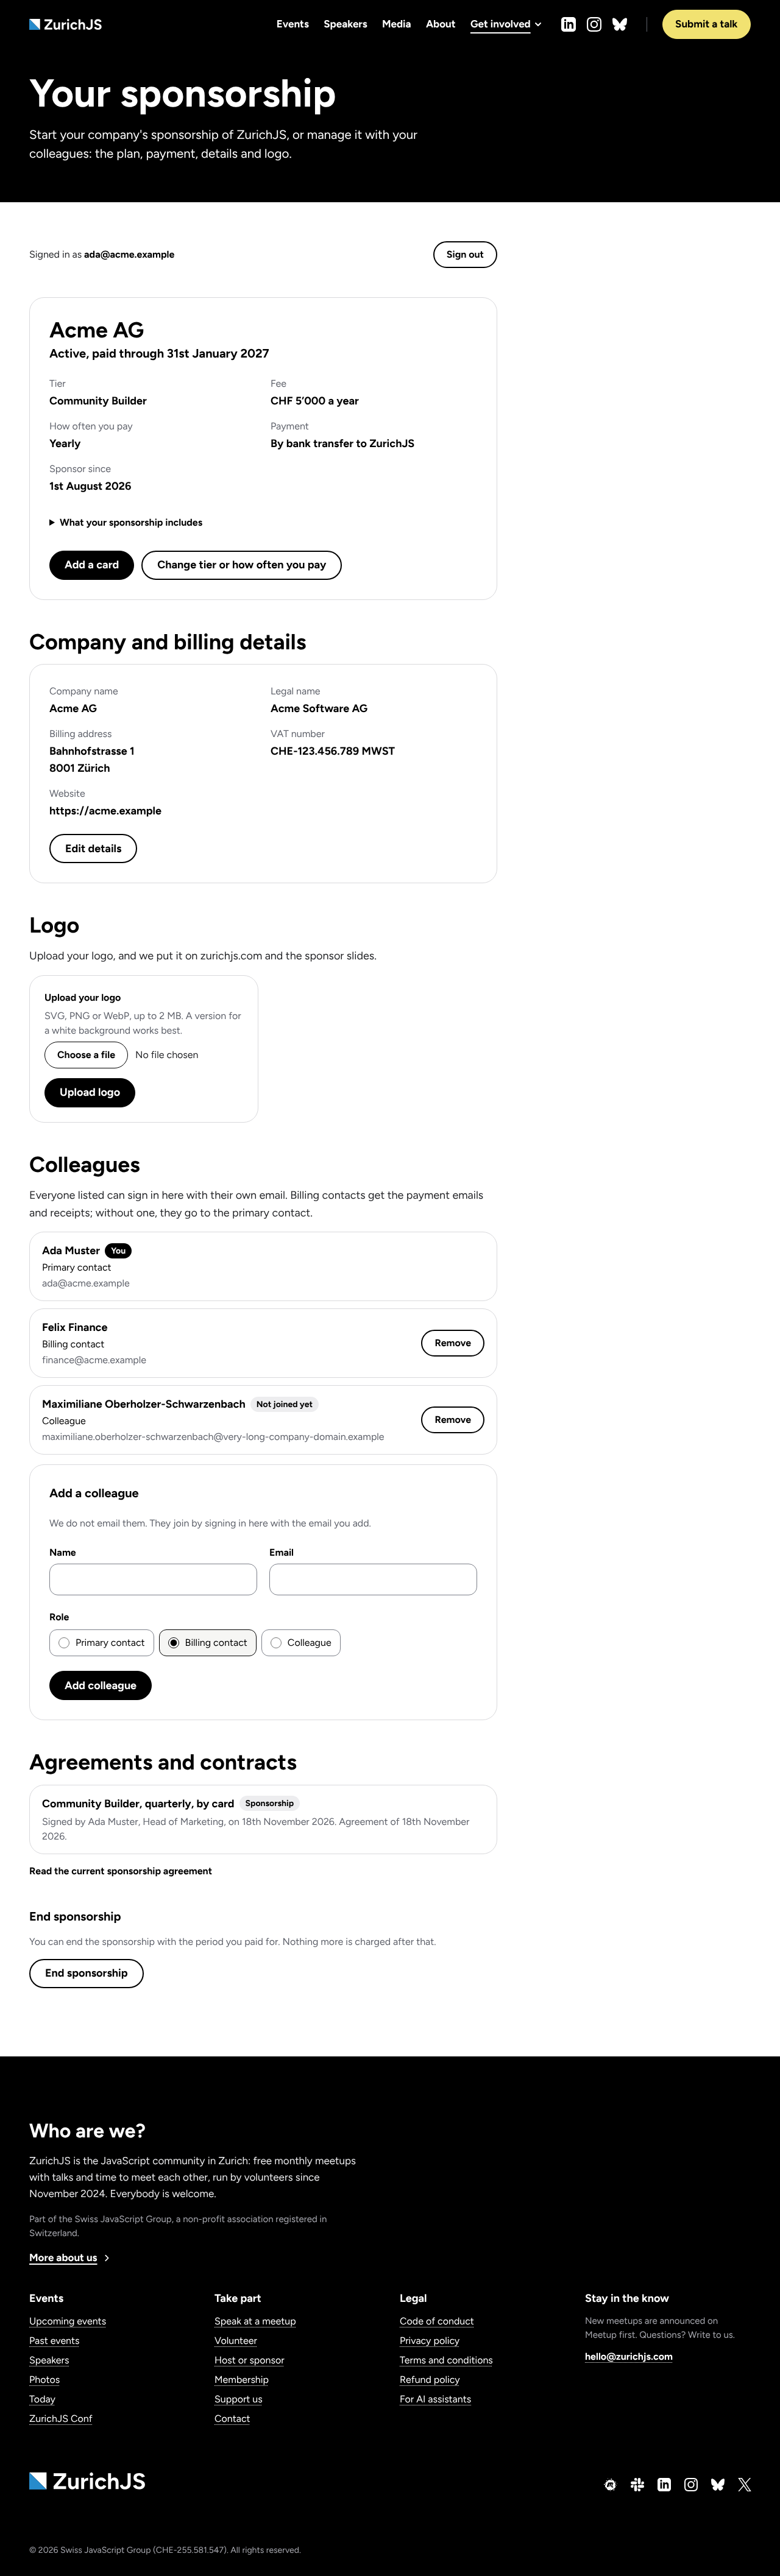 ZurichJS
Events Speakers Media About Get involved
Submit a talk
Your sponsorship
Start your company's sponsorship of ZurichJS, or manage it with your
colleagues: the plan, payment, details and logo.
Signed in as ada@acme.example
Sign out
Acme AG
Active, paid through 31st January 2027
Tier
Community Builder
Fee
CHF 5’000 a year
How often you pay
Yearly
Payment
By bank transfer to ZurichJS
Sponsor since
1st August 2026
What your sponsorship includes
Add a card
Change tier or how often you pay
Company and billing details
Company name
Acme AG
Legal name
Acme Software AG
Billing address
Bahnhofstrasse 1
8001 Zürich
VAT number
CHE-123.456.789 MWST
Website
https://acme.example
Edit details
Logo
Upload your logo, and we put it on zurichjs.com and the sponsor slides.
Upload your logo
SVG, PNG or WebP, up to 2 MB. A version for
a white background works best.
Choose a file No file chosen
Upload logo
Colleagues
Everyone listed can sign in here with their own email. Billing contacts get the payment emails
and receipts; without one, they go to the primary contact.
Ada Muster You
Primary contact
ada@acme.example
Felix Finance
Billing contact
finance@acme.example
Remove
Maximiliane Oberholzer-Schwarzenbach Not joined yet
Colleague
maximiliane.oberholzer-schwarzenbach@very-long-company-domain.example
Remove
Add a colleague
We do not email them. They join by signing in here with the email you add.
Name
Email
Role
Primary contact Billing contact Colleague
Add colleague
Agreements and contracts
Community Builder, quarterly, by card Sponsorship
Signed by Ada Muster, Head of Marketing, on 18th November 2026. Agreement of 18th November
2026.
Read the current sponsorship agreement
End sponsorship
You can end the sponsorship with the period you paid for. Nothing more is charged after that.
End sponsorship
Who are we?
ZurichJS is the JavaScript community in Zurich: free monthly meetups
with talks and time to meet each other, run by volunteers since
November 2024. Everybody is welcome.
Part of the Swiss JavaScript Group, a non-profit association registered in
Switzerland.
More about us
Events
Upcoming events
Past events
Speakers
Photos
Today
ZurichJS Conf
Take part
Speak at a meetup
Volunteer
Host or sponsor
Membership
Support us
Contact
Legal
Code of conduct
Privacy policy
Terms and conditions
Refund policy
For AI assistants
Stay in the know
New meetups are announced on
Meetup first. Questions? Write to us.
hello@zurichjs.com
ZurichJS
© 2026 Swiss JavaScript Group (CHE-255.581.547). All rights reserved.